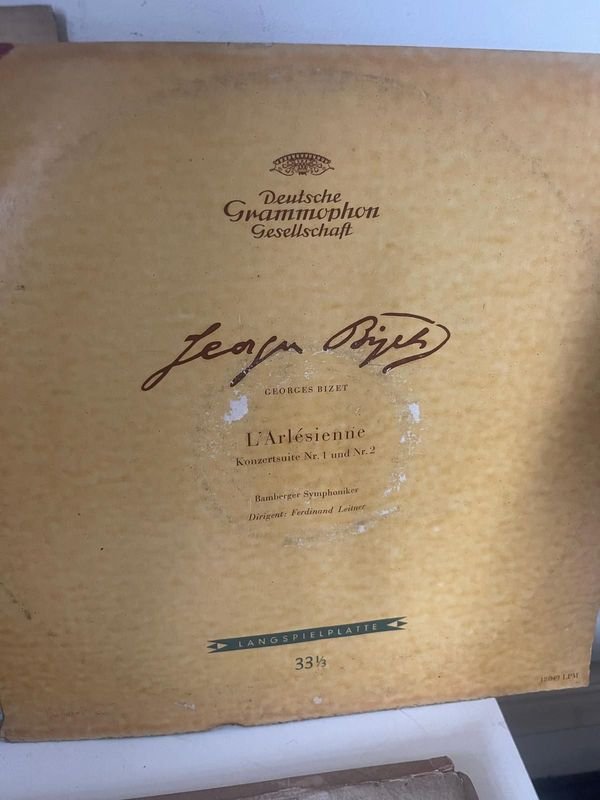 Deutsche
Grammophon
Gesellschaft
Georges Bizet
GEORGES BIZET
L'Arlésienne
Konzertsuite Nr. 1 und Nr. 2
Bamberger Symphoniker
Dirigent: Ferdinand Leitner
LANGSPIELPLATTE
33⅓
LPM